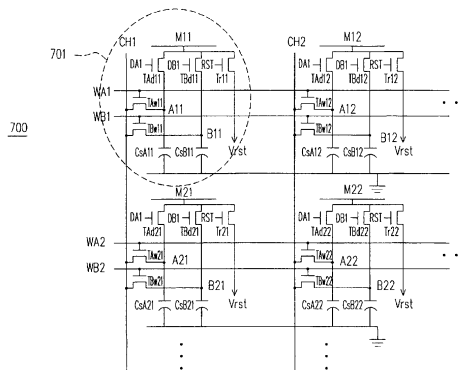 701
CH1
M11
CH2
M12
DA1
DB1
RST
DA1
DB1
RST
TAd11
TBd11
Tr11
TAd12
TBd12
Tr12
WA1
TAw11
A11
TAw12
A12
700
WB1
TBw11
B11
TBw12
B12
CsA11
CsB11
Vrst
CsA12
CsB12
Vrst
M21
M22
DA1
DB1
RST
DA1
DB1
RST
TAd21
TBd21
Tr21
TAd22
TBd22
Tr22
WA2
TAw21
A21
TAw22
A22
WB2
TBw21
B21
TBw22
B22
CsA21
CsB21
Vrst
CsA22
CsB22
Vrst